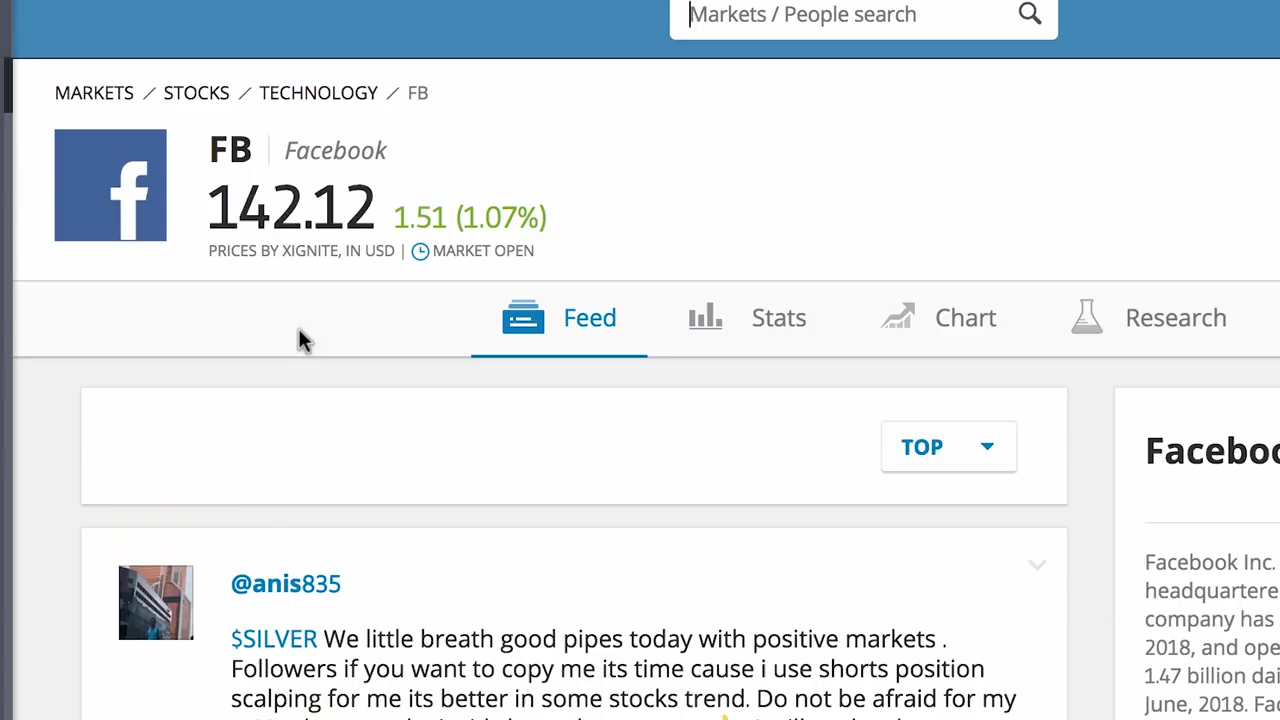 Markets / People search
MARKETS / STOCKS / TECHNOLOGY / FB
FB | Facebook
142.12 1.51 (1.07%)
PRICES BY XIGNITE, IN USD | MARKET OPEN
Feed Stats Chart Research
TOP
@anis835
$SILVER We little breath good pipes today with positive markets .
Followers if you want to copy me its time cause i use shorts position
scalping for me its better in some stocks trend. Do not be afraid for my
Faceboo
Facebook Inc.
headquartere
company has
2018, and ope
1.47 billion dai
June, 2018. Fac